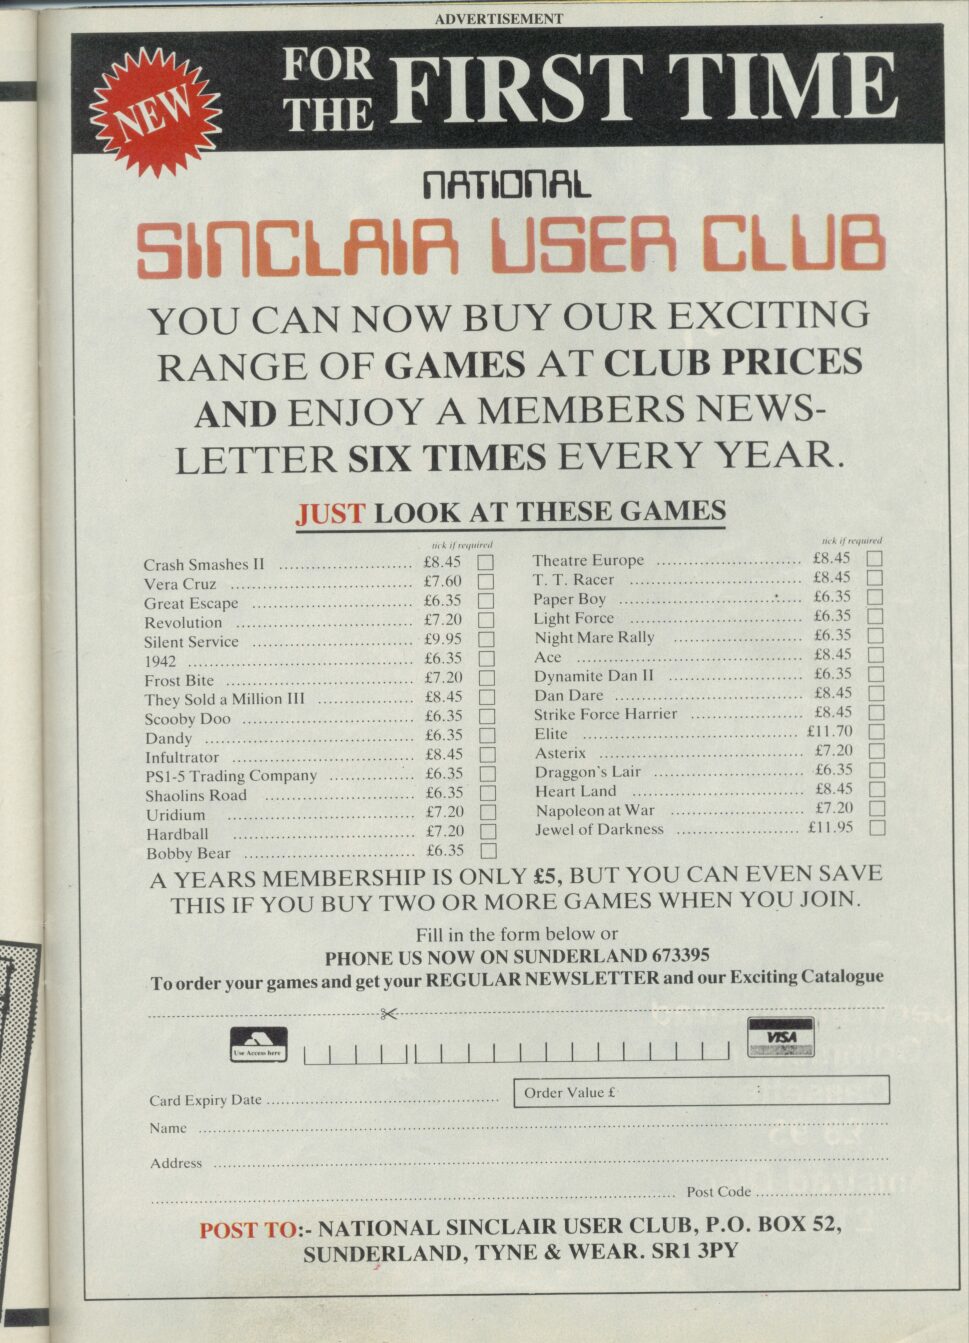 ADVERTISEMENT
NEW
FOR THE FIRST TIME
NATIONAL
SINCLAIR USER CLUB
YOU CAN NOW BUY OUR EXCITING
RANGE OF GAMES AT CLUB PRICES
AND ENJOY A MEMBERS NEWS-
LETTER SIX TIMES EVERY YEAR.
JUST LOOK AT THESE GAMES
tick if required
Crash Smashes II ........ £8.45
Vera Cruz ........ £7.60
Great Escape ........ £6.35
Revolution ........ £7.20
Silent Service ........ £9.95
1942 ........ £6.35
Frost Bite ........ £7.20
They Sold a Million III ........ £8.45
Scooby Doo ........ £6.35
Dandy ........ £6.35
Infultrator ........ £8.45
PS1-5 Trading Company ........ £6.35
Shaolins Road ........ £6.35
Uridium ........ £7.20
Hardball ........ £7.20
Bobby Bear ........ £6.35
tick if required
Theatre Europe ........ £8.45
T. T. Racer ........ £8.45
Paper Boy ........ £6.35
Light Force ........ £6.35
Night Mare Rally ........ £6.35
Ace ........ £8.45
Dynamite Dan II ........ £6.35
Dan Dare ........ £8.45
Strike Force Harrier ........ £8.45
Elite ........ £11.70
Asterix ........ £7.20
Draggon's Lair ........ £6.35
Heart Land ........ £8.45
Napoleon at War ........ £7.20
Jewel of Darkness ........ £11.95
A YEARS MEMBERSHIP IS ONLY £5, BUT YOU CAN EVEN SAVE
THIS IF YOU BUY TWO OR MORE GAMES WHEN YOU JOIN.
Fill in the form below or
PHONE US NOW ON SUNDERLAND 673395
To order your games and get your REGULAR NEWSLETTER and our Exciting Catalogue
Use Access here
VISA
Card Expiry Date ........
Order Value £
Name ........
Address ........
Post Code ........
POST TO:- NATIONAL SINCLAIR USER CLUB, P.O. BOX 52,
SUNDERLAND, TYNE & WEAR. SR1 3PY